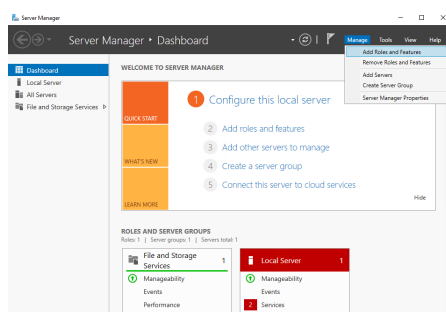 Server Manager
Server Manager • Dashboard
Manage Tools View Help
Add Roles and Features
Remove Roles and Features
Add Servers
Create Server Group
Server Manager Properties
Dashboard
Local Server
All Servers
File and Storage Services
WELCOME TO SERVER MANAGER
QUICK START
WHAT'S NEW
LEARN MORE
1 Configure this local server
2 Add roles and features
3 Add other servers to manage
4 Create a server group
5 Connect this server to cloud services
Hide
ROLES AND SERVER GROUPS
Roles: 1 | Server groups: 1 | Servers total: 1
File and Storage Services 1
Manageability
Events
Performance
Local Server 1
Manageability
Events
2 Services